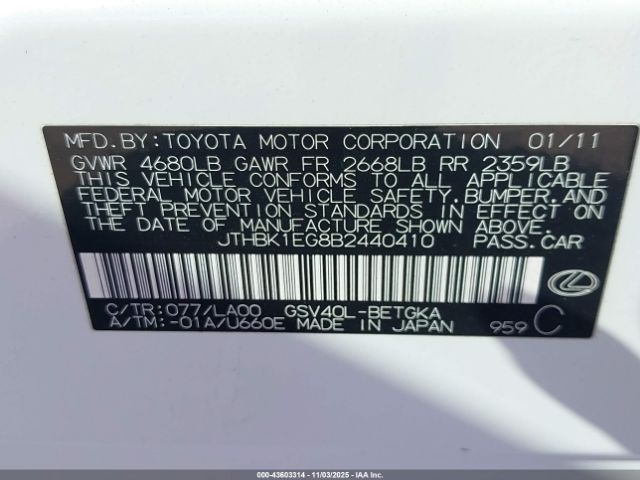 MFD. BY: TOYOTA MOTOR CORPORATION 01/11
GVWR 4680LB GAWR FR 2668LB RR 2359LB
THIS VEHICLE CONFORMS TO ALL APPLICABLE
FEDERAL MOTOR VEHICLE SAFETY, BUMPER, AND
THEFT PREVENTION STANDARDS IN EFFECT ON
THE DATE OF MANUFACTURE SHOWN ABOVE.
JTHBK1EG8B2440410 PASS. CAR
C/TR: 077/LA00 GSV40L-BETGKA
A/TM: -01A/U660E MADE IN JAPAN 959 C
000-43603314 - 11/03/2025 - IAA Inc.